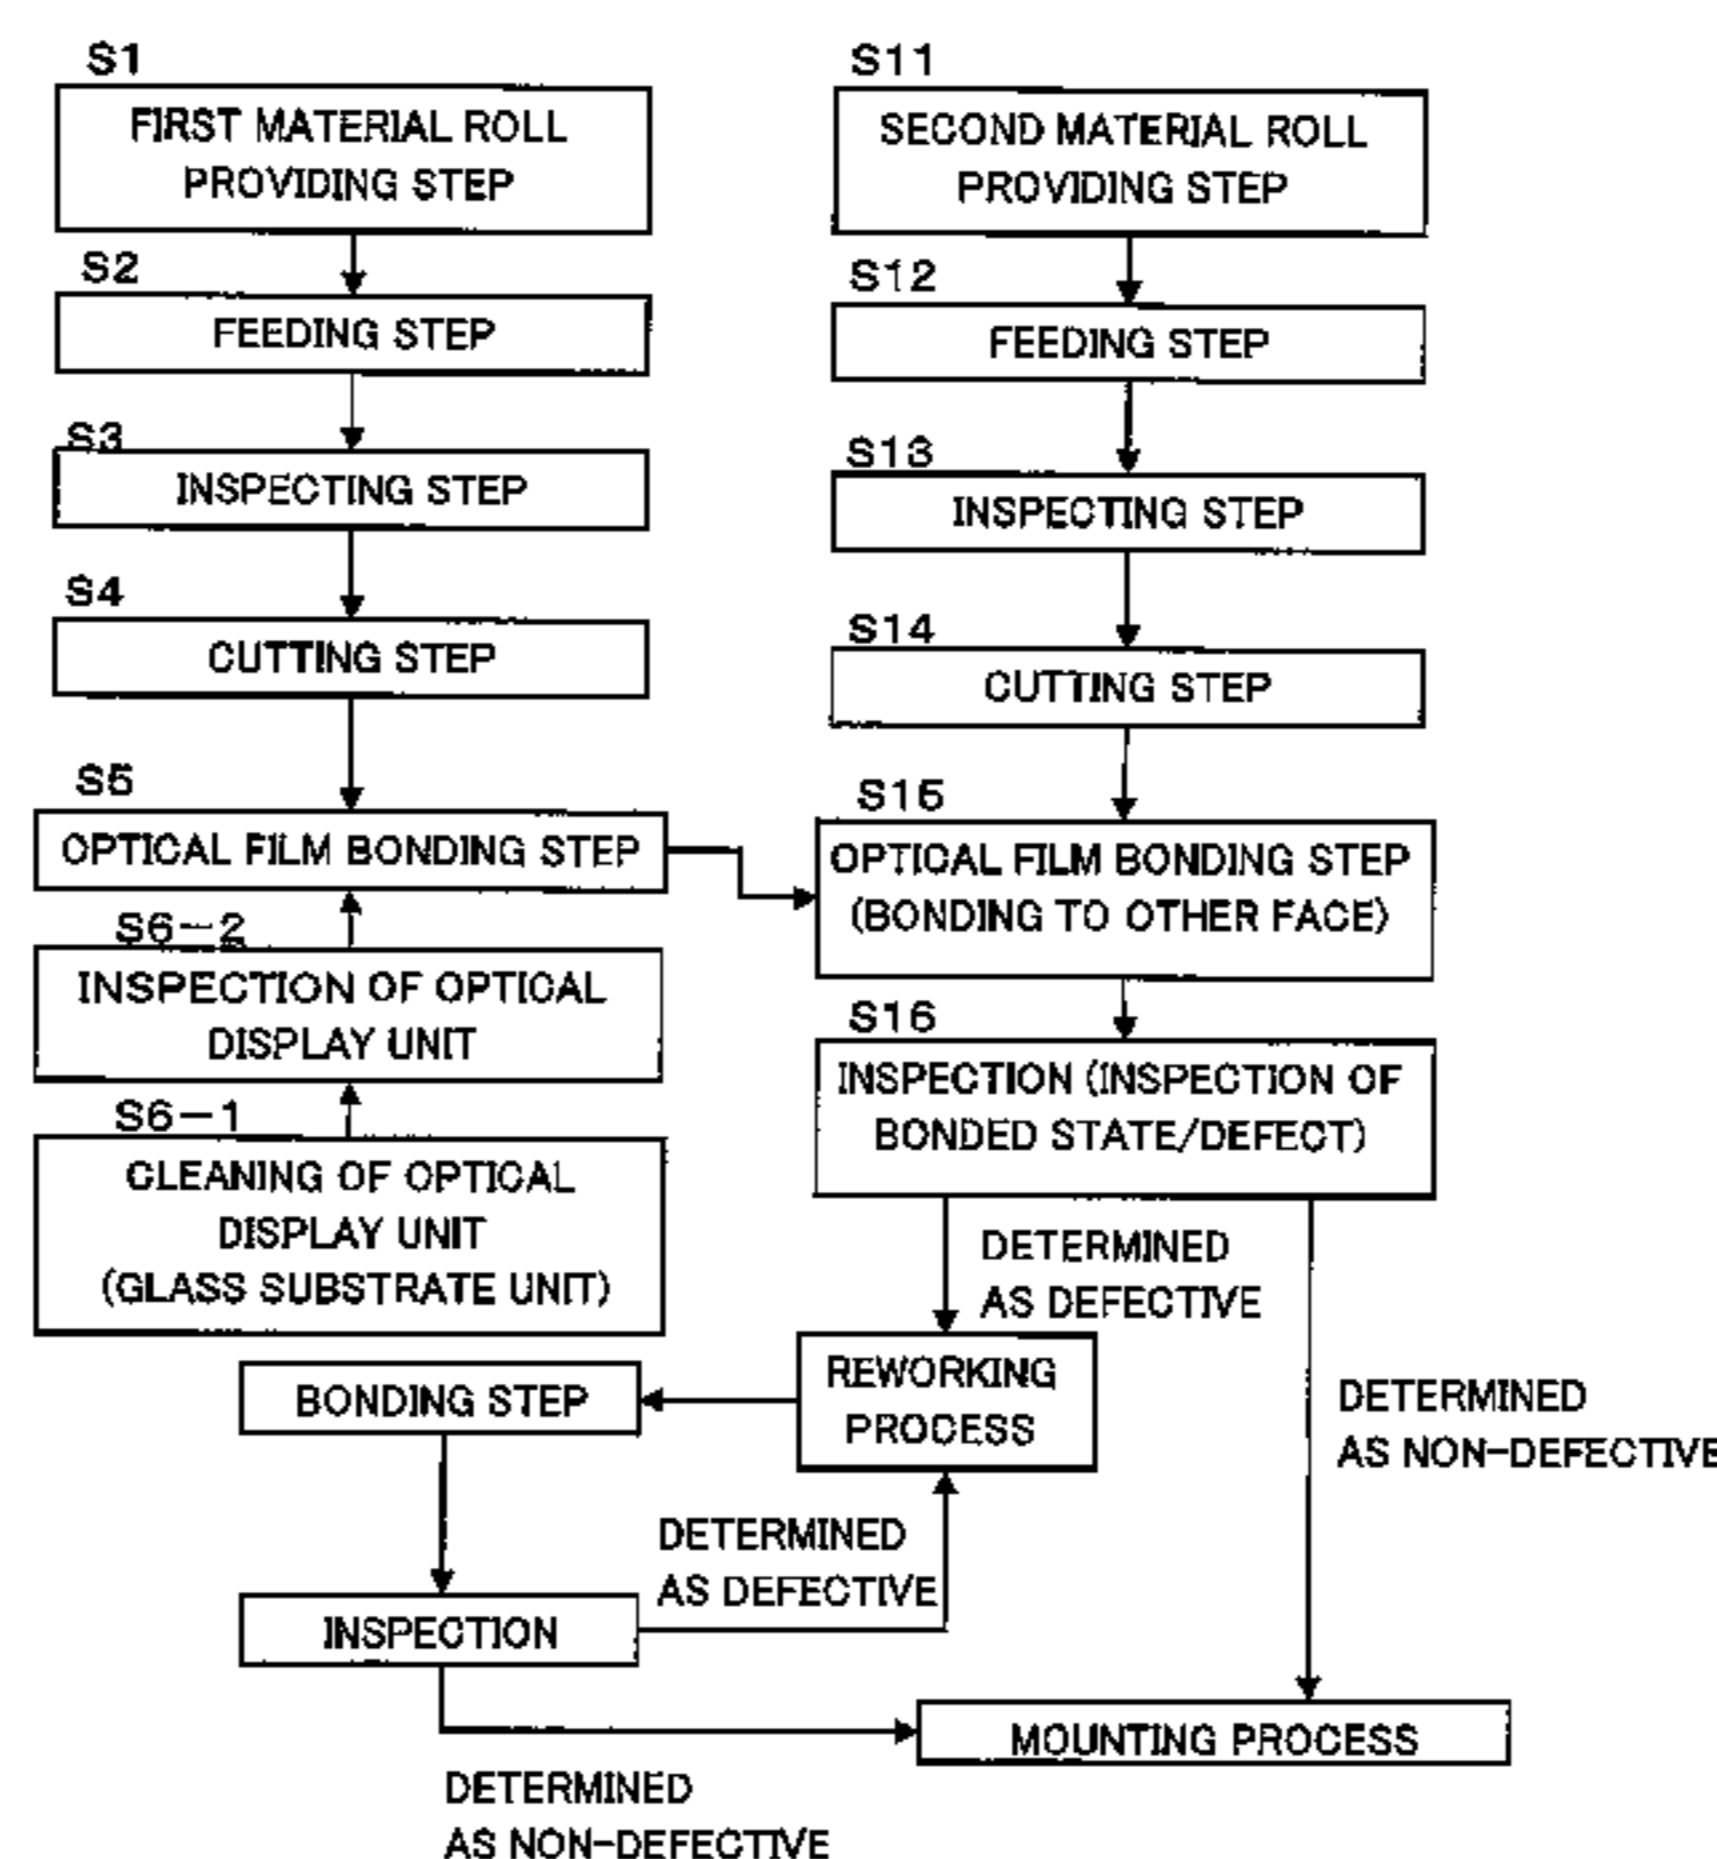 S1
FIRST MATERIAL ROLL
PROVIDING STEP
S2
FEEDING STEP
S3
INSPECTING STEP
S4
CUTTING STEP
S5
OPTICAL FILM BONDING STEP
S6-2
INSPECTION OF OPTICAL
DISPLAY UNIT
S6-1
CLEANING OF OPTICAL
DISPLAY UNIT
(GLASS SUBSTRATE UNIT)
S11
SECOND MATERIAL ROLL
PROVIDING STEP
S12
FEEDING STEP
S13
INSPECTING STEP
S14
CUTTING STEP
S15
OPTICAL FILM BONDING STEP
(BONDING TO OTHER FACE)
S16
INSPECTION (INSPECTION OF
BONDED STATE/DEFECT)
DETERMINED
AS DEFECTIVE
REWORKING
PROCESS
DETERMINED
AS NON-DEFECTIVE
BONDING STEP
DETERMINED
AS DEFECTIVE
INSPECTION
MOUNTING PROCESS
DETERMINED
AS NON-DEFECTIVE